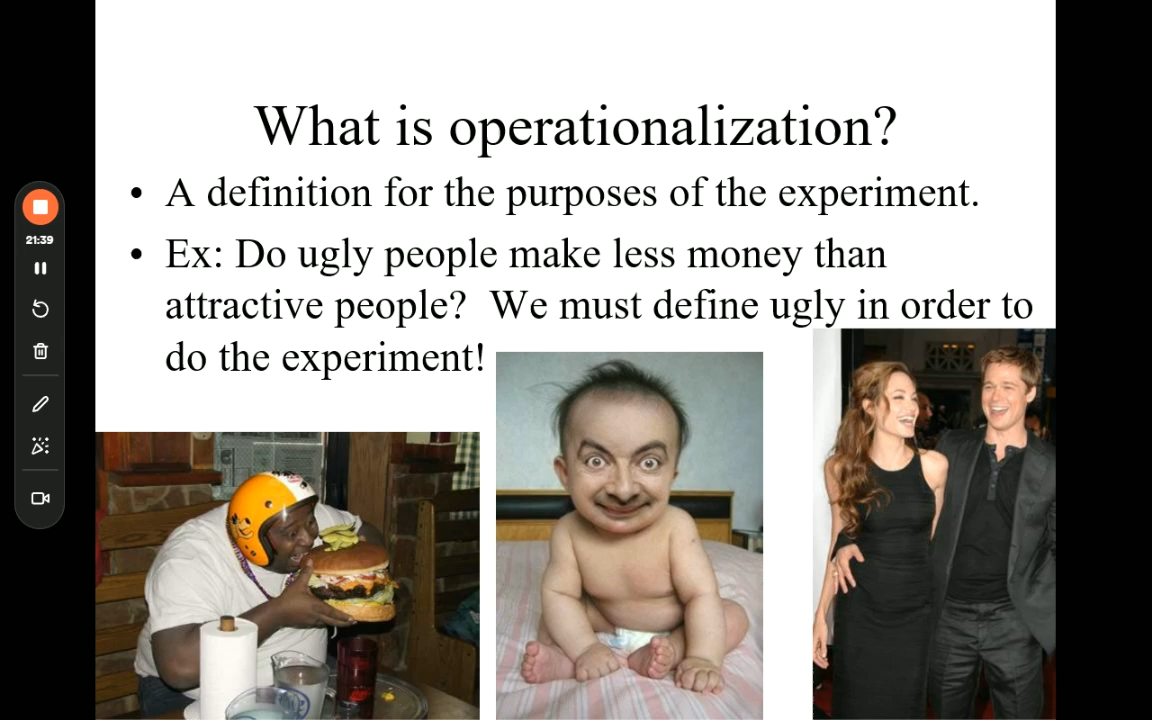 What is operationalization?
• A definition for the purposes of the experiment.
• Ex: Do ugly people make less money than
attractive people? We must define ugly in order to
do the experiment!
21:39